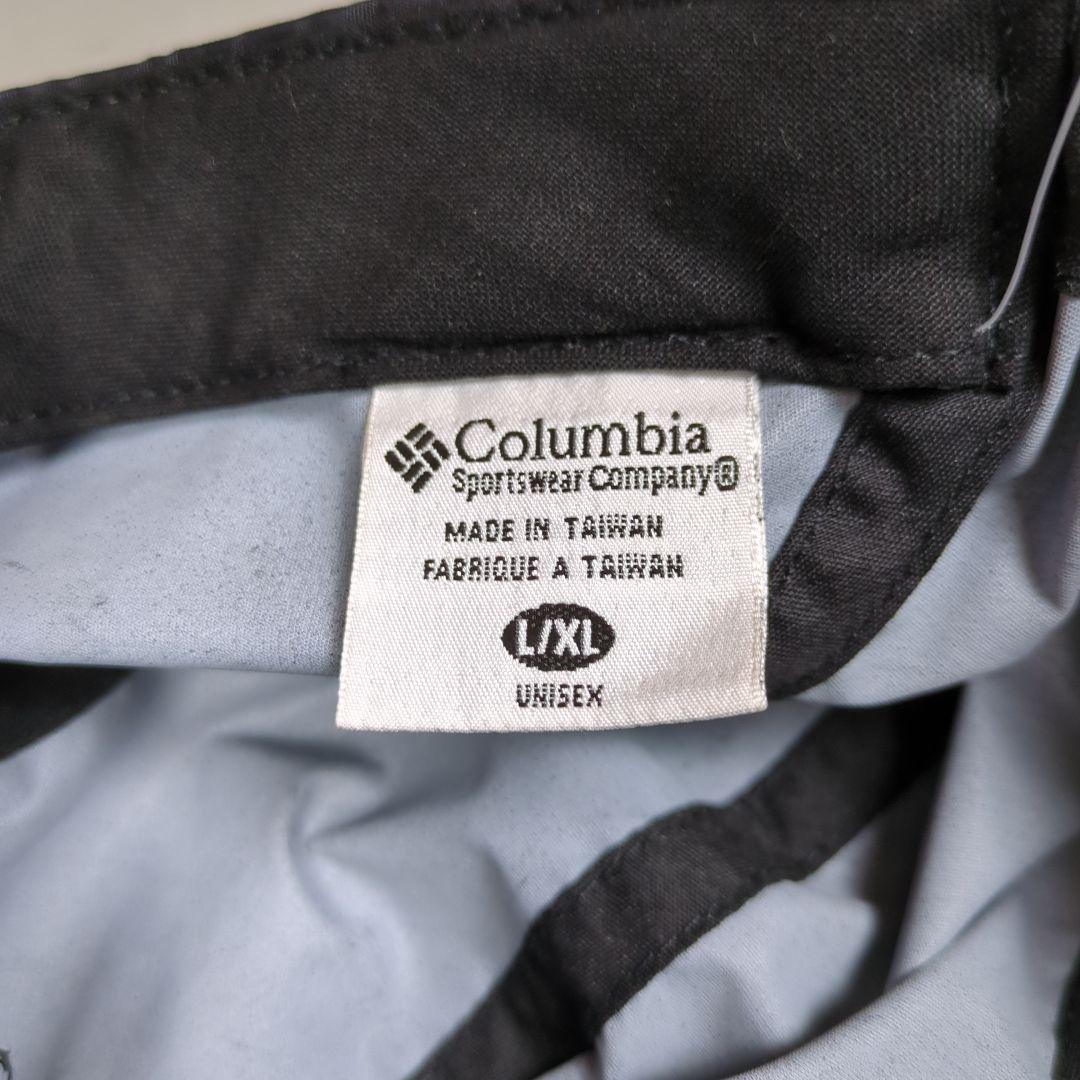 Columbia
Sportswear Company®
MADE IN TAIWAN
FABRIQUE A TAIWAN
L/XL
UNISEX